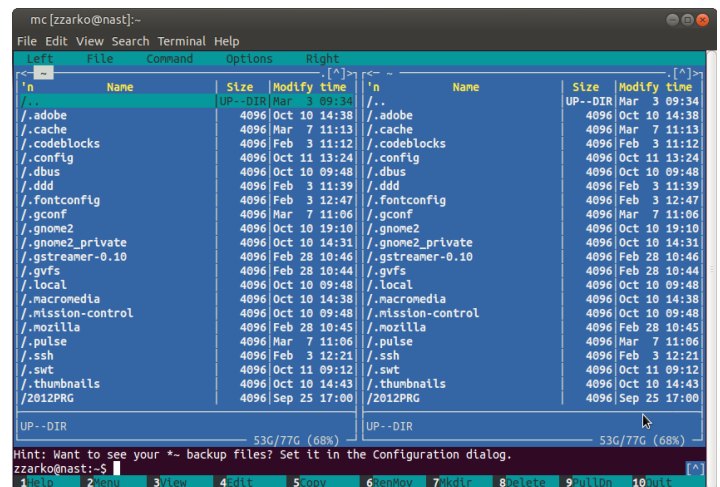 mc [zzarko@nast]:~
File Edit View Search Terminal Help
Left File Command Options Right
<─ ~ ─.[^]> <─ ~ ─.[^]>
'n Name Size Modify time 'n Name Size Modify time
/.. UP--DIR Mar 3 09:34 /.. UP--DIR Mar 3 09:34
/.adobe 4096 Oct 10 14:38 /.adobe 4096 Oct 10 14:38
/.cache 4096 Mar 7 11:13 /.cache 4096 Mar 7 11:13
/.codeblocks 4096 Feb 3 11:12 /.codeblocks 4096 Feb 3 11:12
/.config 4096 Oct 11 13:24 /.config 4096 Oct 11 13:24
/.dbus 4096 Oct 10 09:48 /.dbus 4096 Oct 10 09:48
/.ddd 4096 Feb 3 11:39 /.ddd 4096 Feb 3 11:39
/.fontconfig 4096 Feb 3 12:47 /.fontconfig 4096 Feb 3 12:47
/.gconf 4096 Mar 7 11:06 /.gconf 4096 Mar 7 11:06
/.gnome2 4096 Oct 10 19:10 /.gnome2 4096 Oct 10 19:10
/.gnome2_private 4096 Oct 10 14:31 /.gnome2_private 4096 Oct 10 14:31
/.gstreamer-0.10 4096 Feb 28 10:46 /.gstreamer-0.10 4096 Feb 28 10:46
/.gvfs 4096 Feb 28 10:44 /.gvfs 4096 Feb 28 10:44
/.local 4096 Oct 10 09:48 /.local 4096 Oct 10 09:48
/.macromedia 4096 Oct 10 14:38 /.macromedia 4096 Oct 10 14:38
/.mission-control 4096 Oct 10 09:48 /.mission-control 4096 Oct 10 09:48
/.mozilla 4096 Feb 28 10:45 /.mozilla 4096 Feb 28 10:45
/.pulse 4096 Mar 7 11:06 /.pulse 4096 Mar 7 11:06
/.ssh 4096 Feb 3 12:21 /.ssh 4096 Feb 3 12:21
/.swt 4096 Oct 11 09:12 /.swt 4096 Oct 11 09:12
/.thumbnails 4096 Oct 10 14:43 /.thumbnails 4096 Oct 10 14:43
/2012PRG 4096 Sep 25 17:00 /2012PRG 4096 Sep 25 17:00
UP--DIR UP--DIR
53G/77G (68%) 53G/77G (68%)
Hint: Want to see your *~ backup files? Set it in the Configuration dialog.
zzarko@nast:~$ [^]
1Help 2Menu 3View 4Edit 5Copy 6RenMov 7Mkdir 8Delete 9PullDn 10Quit